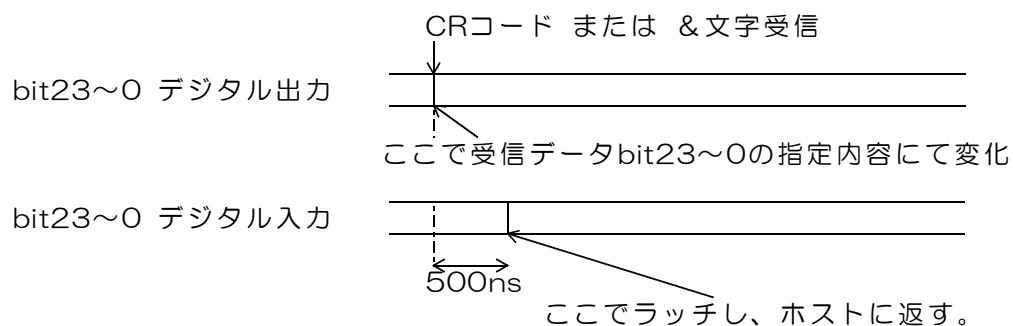 CRコード または ＆文字受信
bit23～0 デジタル出力
ここで受信データbit23～0の指定内容にて変化
bit23～0 デジタル入力
500ns
ここでラッチし、ホストに返す。